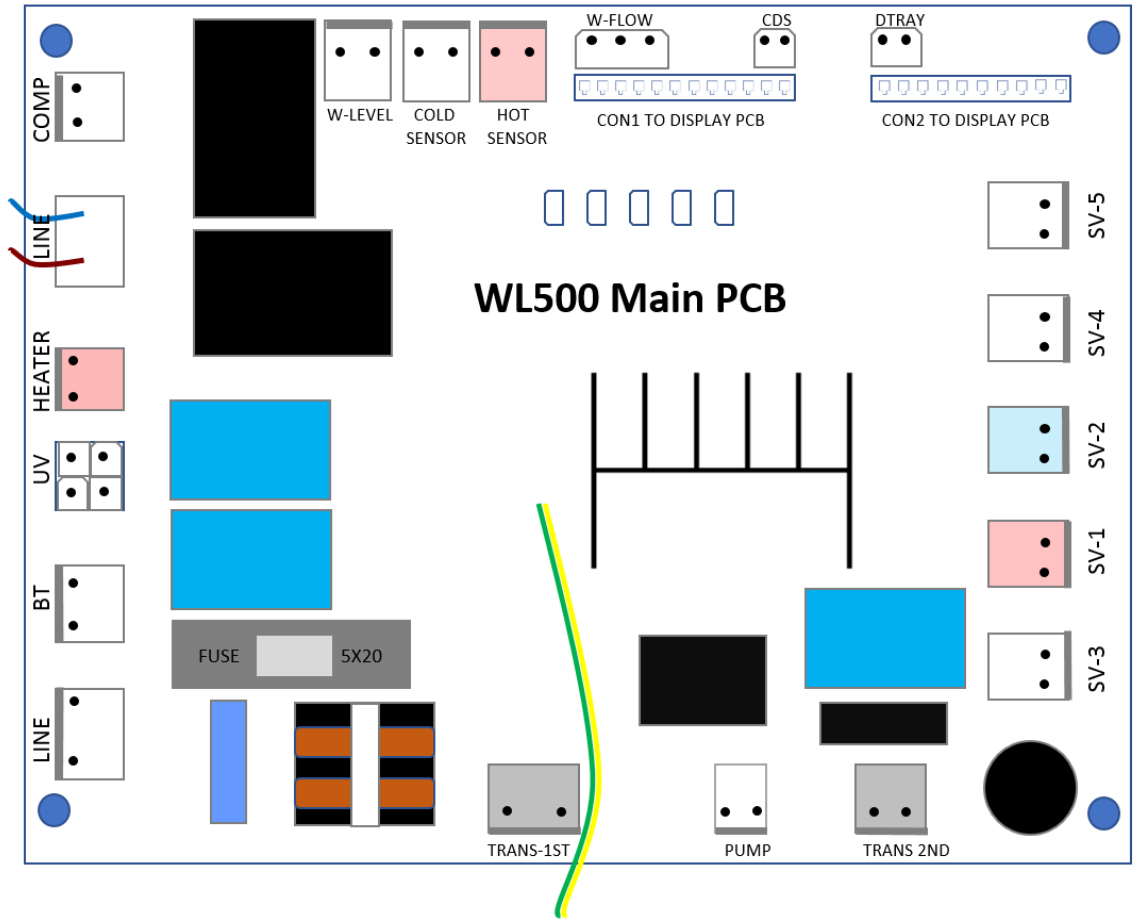 W-FLOW
CDS
DTRAY
COMP
W-LEVEL
COLD
SENSOR
HOT
SENSOR
CON1 TO DISPLAY PCB
CON2 TO DISPLAY PCB
LINE
SV-5
WL500 Main PCB
SV-4
HEATER
SV-2
UV
SV-1
BT
FUSE
5X20
SV-3
LINE
TRANS-1ST
PUMP
TRANS 2ND